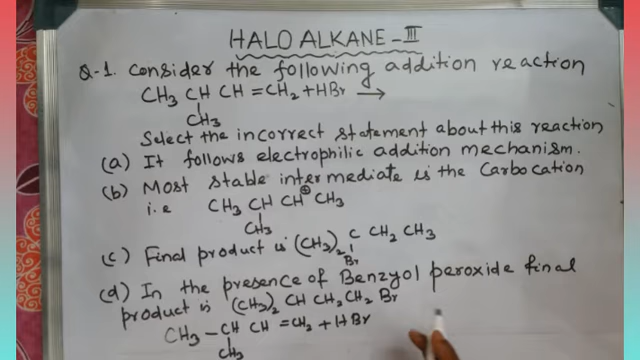 HALO ALKANE - III
Q-1. Consider the following addition reaction
CH3 CH CH = CH2 + HBr →
CH3
Select the incorrect statement about this reaction
(a) It follows electrophilic addition mechanism.
(b) Most stable intermediate is the Carbocation
i.e CH3 CH CH⊕ CH3
CH3
(c) Final product is (CH3)2 C CH2 CH3
Br
(d) In the presence of Benzyol peroxide final
product is (CH3)2 CH CH2 CH2 Br
CH3 - CH CH = CH2 + HBr
CH3